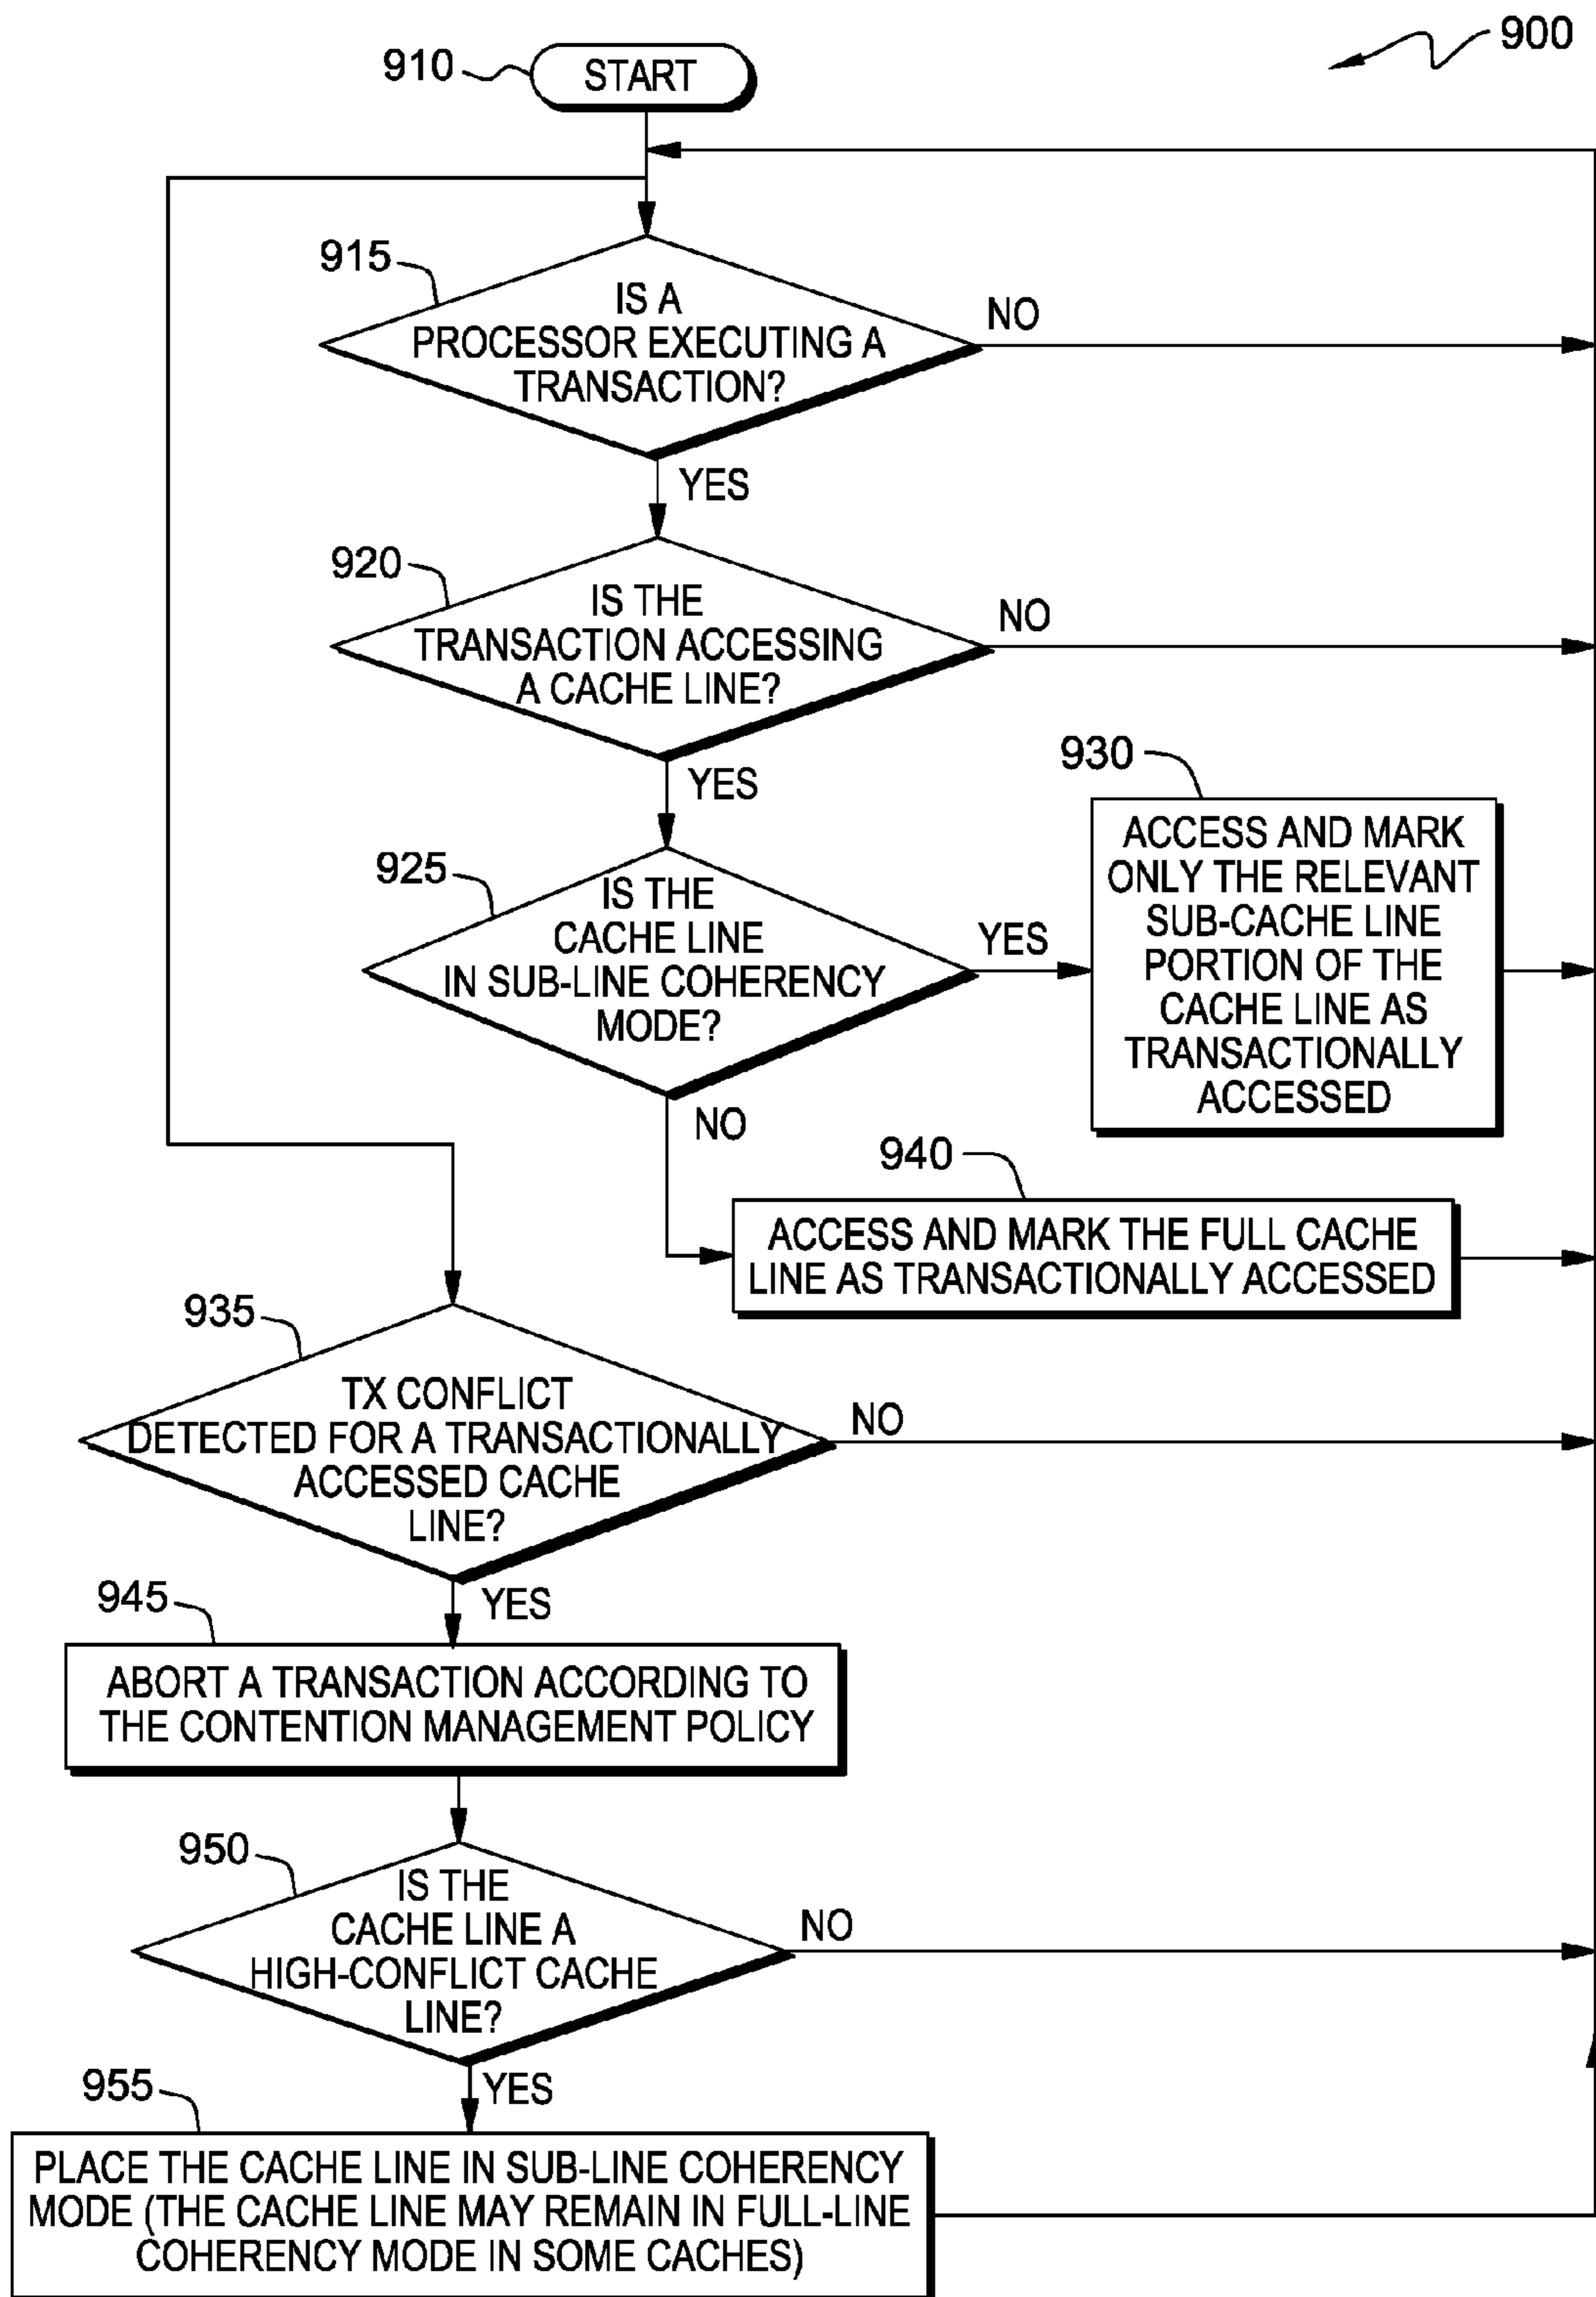 900
910
START
915
IS A
PROCESSOR EXECUTING A
TRANSACTION?
NO
YES
920
IS THE
TRANSACTION ACCESSING
A CACHE LINE?
NO
YES
925
IS THE
CACHE LINE
IN SUB-LINE COHERENCY
MODE?
YES
NO
930
ACCESS AND MARK
ONLY THE RELEVANT
SUB-CACHE LINE
PORTION OF THE
CACHE LINE AS
TRANSACTIONALLY
ACCESSED
940
ACCESS AND MARK THE FULL CACHE
LINE AS TRANSACTIONALLY ACCESSED
935
TX CONFLICT
DETECTED FOR A TRANSACTIONALLY
ACCESSED CACHE
LINE?
NO
YES
945
ABORT A TRANSACTION ACCORDING TO
THE CONTENTION MANAGEMENT POLICY
950
IS THE
CACHE LINE A
HIGH-CONFLICT CACHE
LINE?
NO
YES
955
PLACE THE CACHE LINE IN SUB-LINE COHERENCY
MODE (THE CACHE LINE MAY REMAIN IN FULL-LINE
COHERENCY MODE IN SOME CACHES)